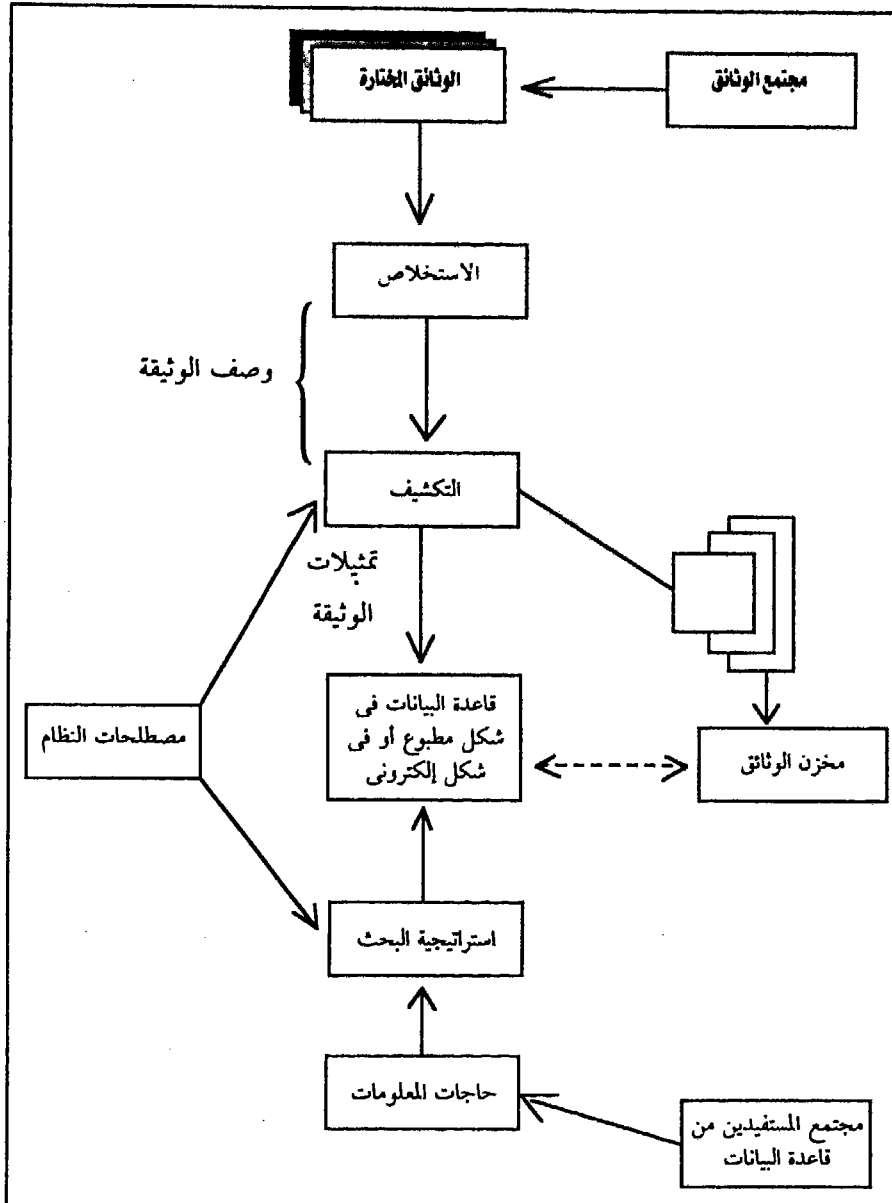 مجتمع الوثائق
الوثائق المختارة
الاستخلاص
وصف الوثيقة
التكشيف
تمثيلات
الوثيقة
مصطلحات النظام
قاعدة البيانات فى
شكل مطبوع أو فى
شكل إلكترونى
مخزن الوثائق
استراتيجية البحث
حاجات المعلومات
مجتمع المستفيدين من
قاعدة البيانات